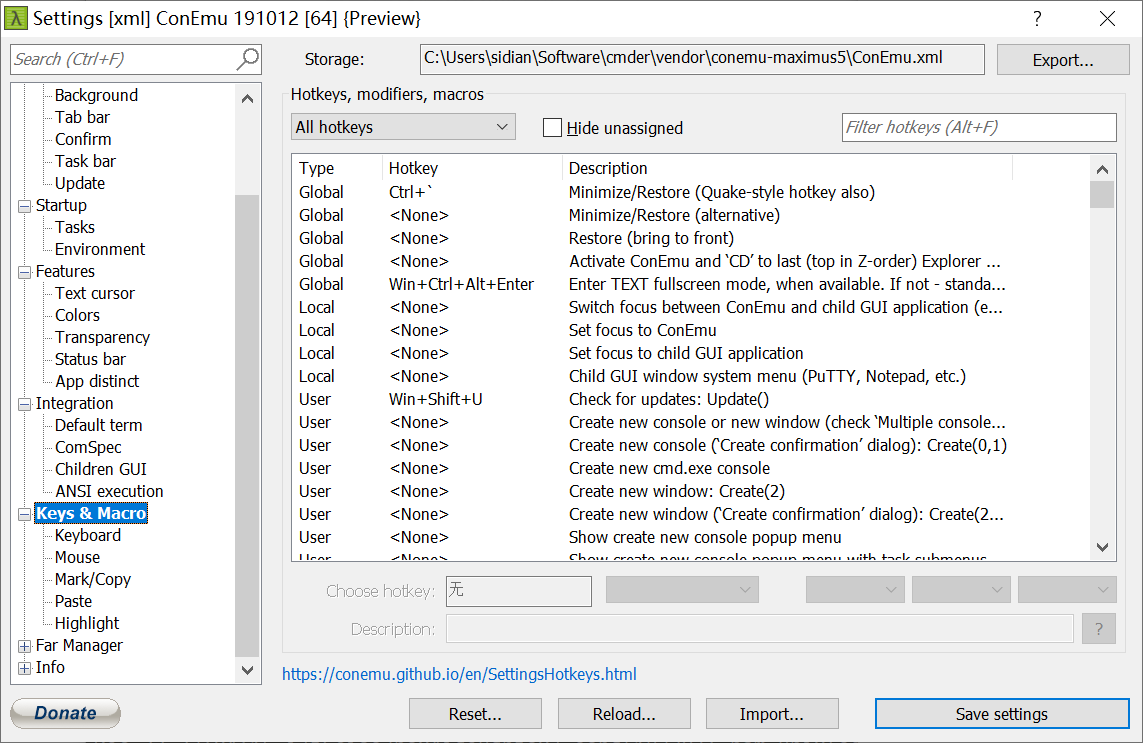 λ Settings [xml] ConEmu 191012 [64] {Preview} ?
Search (Ctrl+F)
Storage: C:\Users\sidian\Software\cmder\vendor\conemu-maximus5\ConEmu.xml Export...
Background
Tab bar
Confirm
Task bar
Update
Startup
Tasks
Environment
Features
Text cursor
Colors
Transparency
Status bar
App distinct
Integration
Default term
ComSpec
Children GUI
ANSI execution
Keys & Macro
Keyboard
Mouse
Mark/Copy
Paste
Highlight
Far Manager
Info
Hotkeys, modifiers, macros
All hotkeys Hide unassigned Filter hotkeys (Alt+F)
Type Hotkey Description
Global Ctrl+` Minimize/Restore (Quake-style hotkey also)
Global <None> Minimize/Restore (alternative)
Global <None> Restore (bring to front)
Global <None> Activate ConEmu and ‘CD’ to last (top in Z-order) Explorer ...
Global Win+Ctrl+Alt+Enter Enter TEXT fullscreen mode, when available. If not - standa...
Local <None> Switch focus between ConEmu and child GUI application (e...
Local <None> Set focus to ConEmu
Local <None> Set focus to child GUI application
Local <None> Child GUI window system menu (PuTTY, Notepad, etc.)
User Win+Shift+U Check for updates: Update()
User <None> Create new console or new window (check ‘Multiple console...
User <None> Create new console (‘Create confirmation’ dialog): Create(0,1)
User <None> Create new cmd.exe console
User <None> Create new window: Create(2)
User <None> Create new window (‘Create confirmation’ dialog): Create(2...
User <None> Show create new console popup menu
User <None> Show create new console popup menu with task submenus
Choose hotkey: 无
Description: ?
https://conemu.github.io/en/SettingsHotkeys.html
Donate Reset... Reload... Import... Save settings